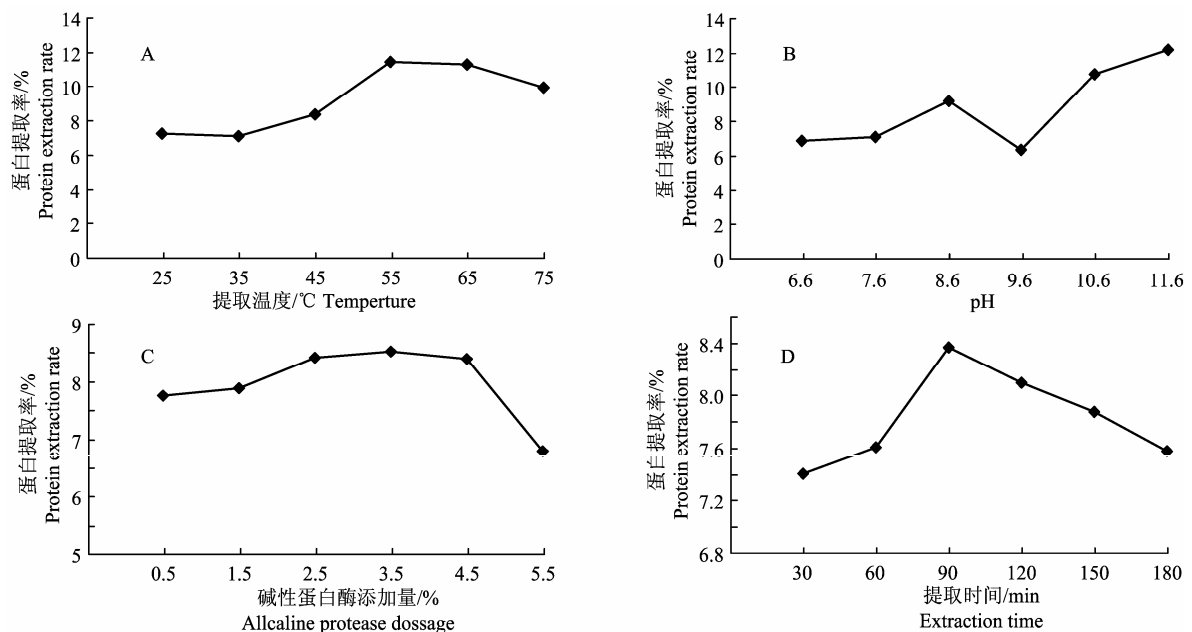 A
14
12
10
8
6
4
2
0
蛋白提取率/%
Protein extraction rate
25 35 45 55 65 75
提取温度/℃ Temperture
B
14
12
10
8
6
4
2
0
蛋白提取率/%
Protein extraction rate
6.6 7.6 8.6 9.6 10.6 11.6
pH
C
9
8
7
6
5
蛋白提取率/%
Protein extraction rate
0.5 1.5 2.5 3.5 4.5 5.5
碱性蛋白酶添加量/%
Allcaline protease dossage
D
8.4
8.0
7.6
7.2
6.8
蛋白提取率/%
Protein extraction rate
30 60 90 120 150 180
提取时间/min
Extraction time